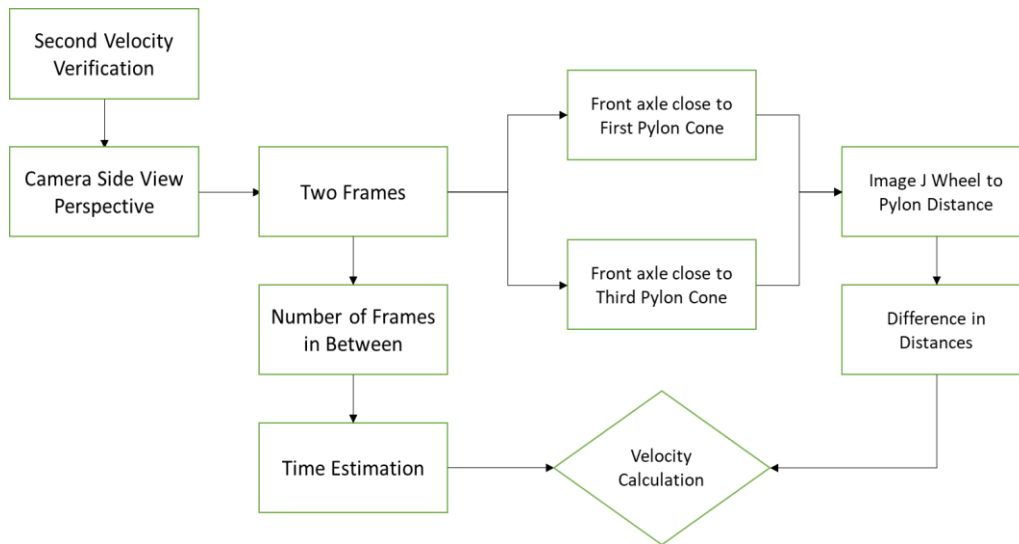 Second Velocity
Verification
Camera Side View
Perspective
Two Frames
Front axle close to
First Pylon Cone
Front axle close to
Third Pylon Cone
Image J Wheel to
Pylon Distance
Number of Frames
in Between
Difference in
Distances
Time Estimation
Velocity
Calculation